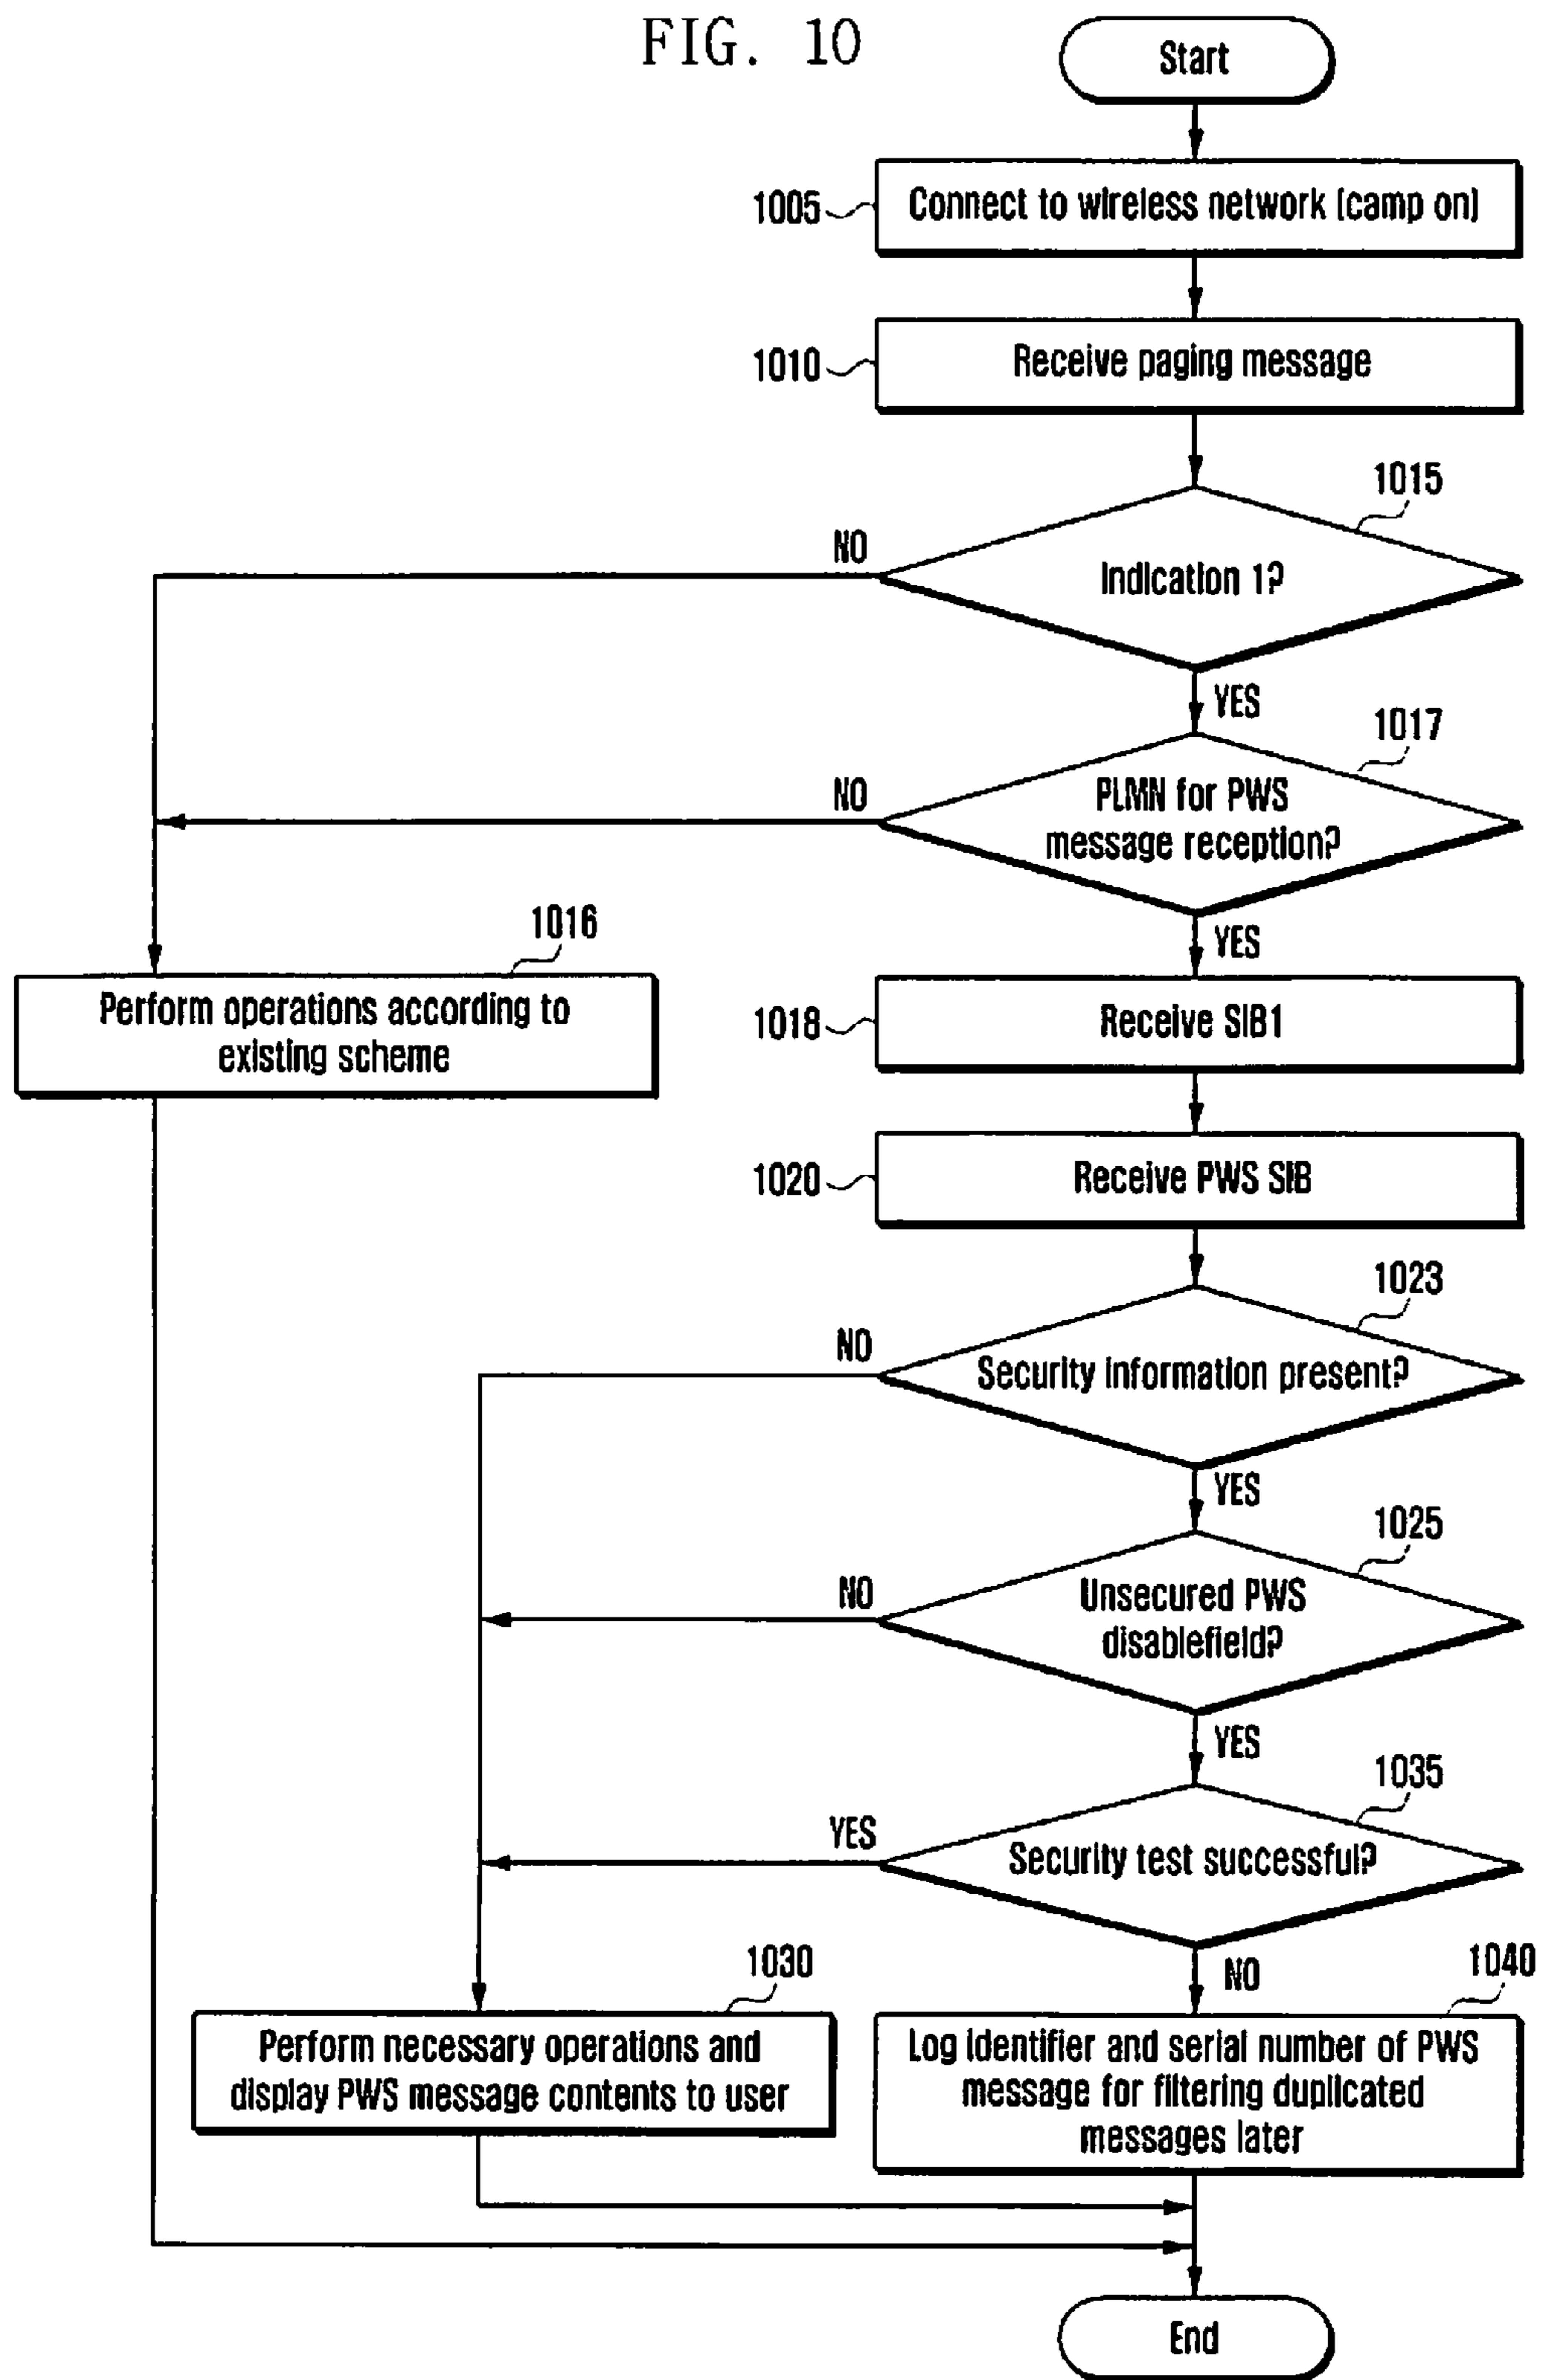 FIG. 10
Start
1005
Connect to wireless network (camp on)
1010
Receive paging message
1015
NO
Indication 1?
YES
1017
NO
PLMN for PWS
message reception?
1016
YES
Perform operations according to
existing scheme
1018
Receive SIB1
1020
Receive PWS SIB
1023
NO
Security information present?
YES
1025
NO
Unsecured PWS
disablefield?
YES
1035
YES
Security test successful?
1030
NO
1040
Perform necessary operations and
display PWS message contents to user
Log identifier and serial number of PWS
message for filtering duplicated
messages later
End